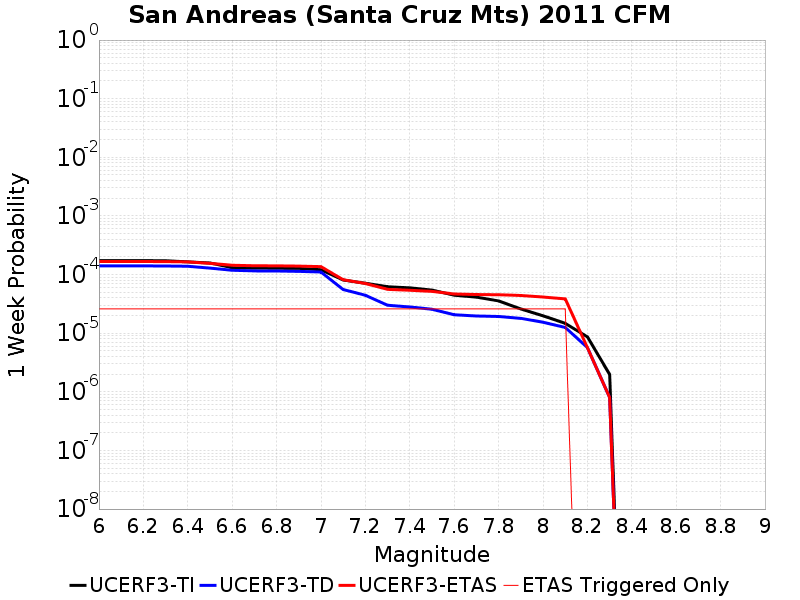 San Andreas (Santa Cruz Mts) 2011 CFM
10^0
10^-1
10^-2
10^-3
10^-4
10^-5
10^-6
10^-7
10^-8
1 Week Probability
6 6.2 6.4 6.6 6.8 7 7.2 7.4 7.6 7.8 8 8.2 8.4 8.6 8.8 9
Magnitude
UCERF3-TI UCERF3-TD UCERF3-ETAS ETAS Triggered Only